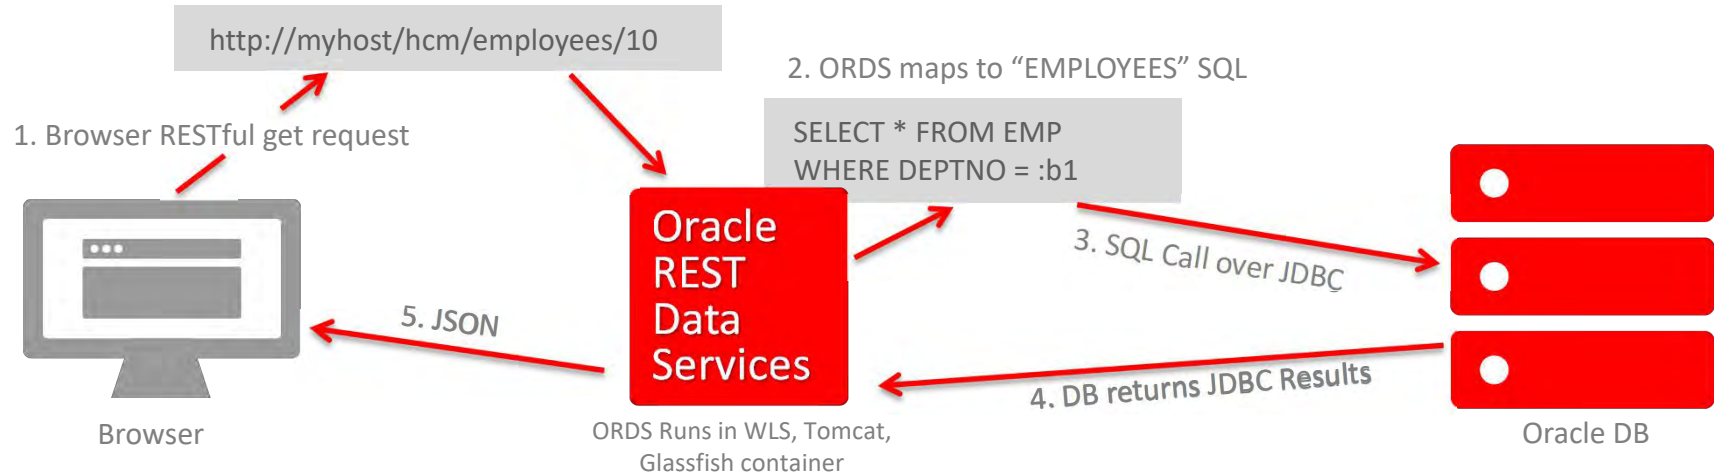 http://myhost/hcm/employees/10
2. ORDS maps to “EMPLOYEES” SQL
1. Browser RESTful get request
SELECT * FROM EMP
WHERE DEPTNO = :b1
Oracle
REST
Data
Services
3. SQL Call over JDBC
5. JSON
4. DB returns JDBC Results
Browser
ORDS Runs in WLS, Tomcat,
Glassfish container
Oracle DB